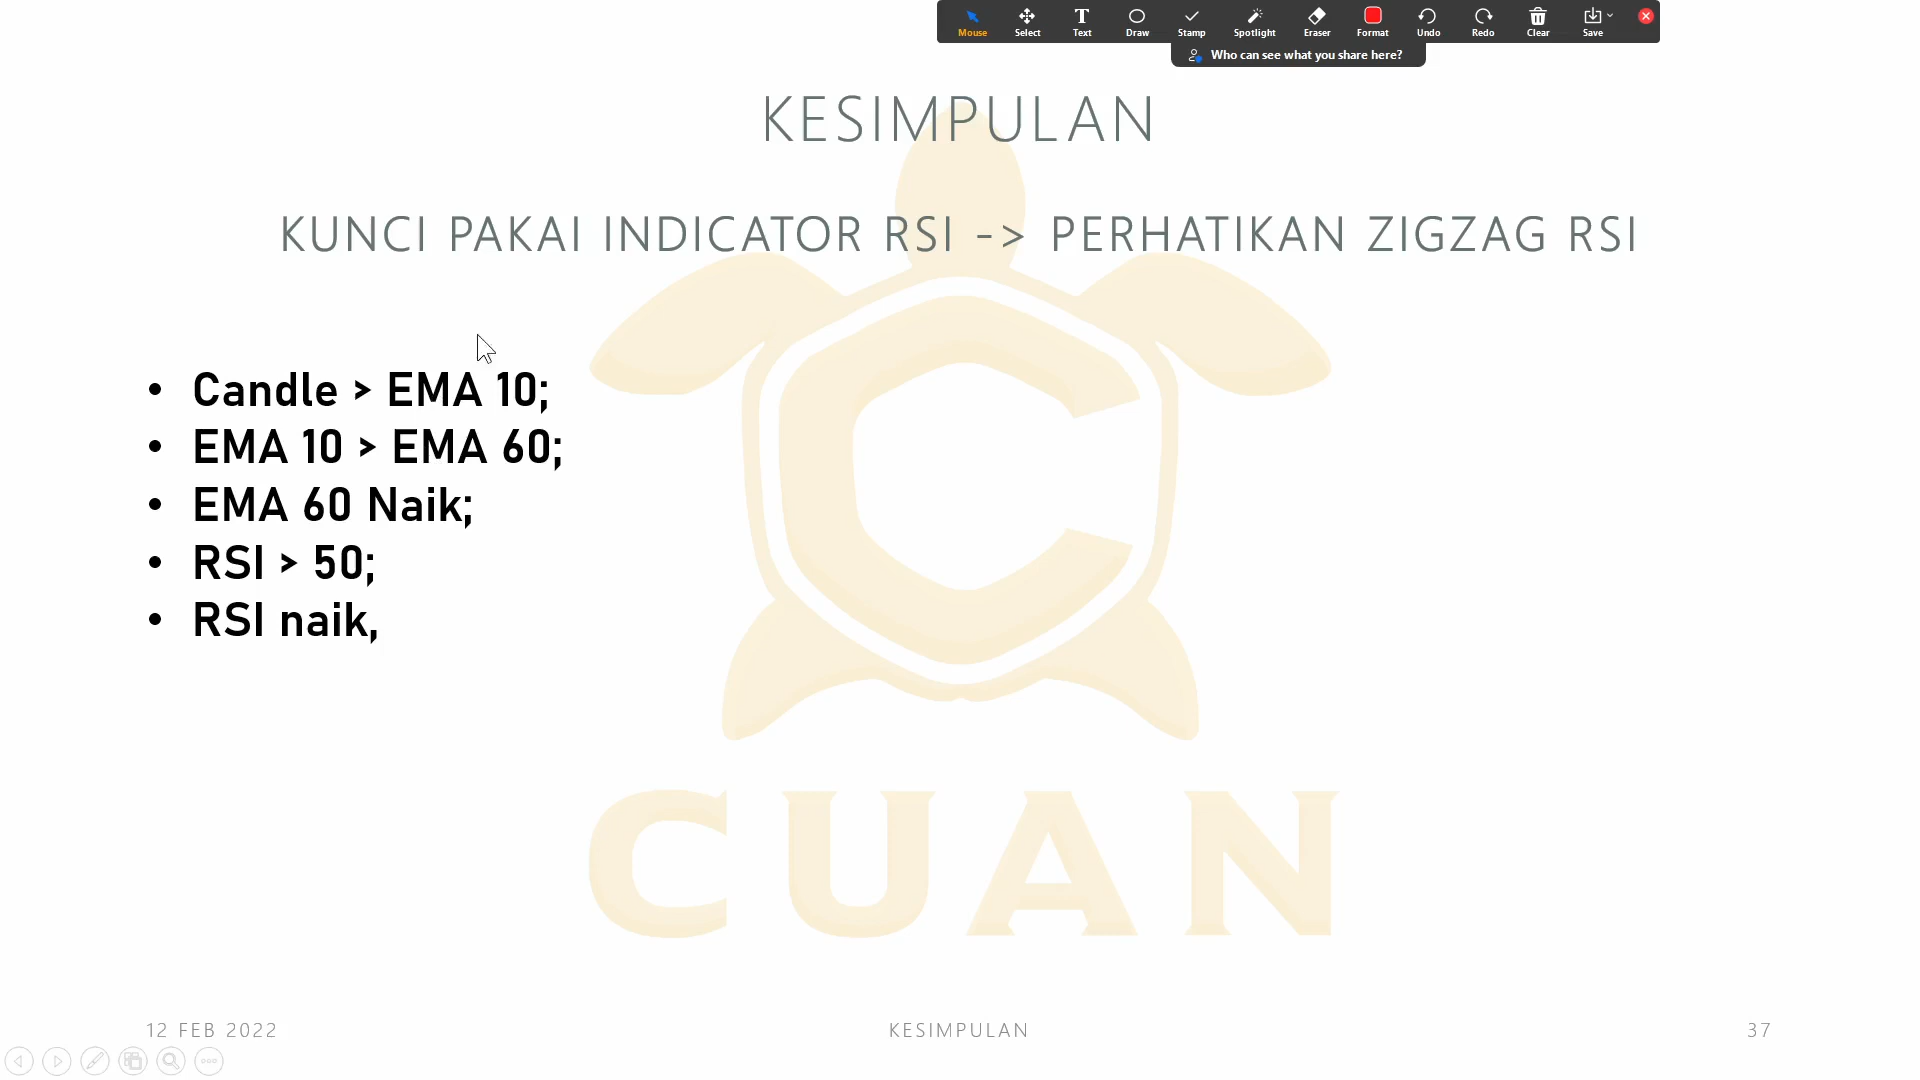 Mouse Select Text Draw Stamp Spotlight Eraser Format Undo Redo Clear Save
Who can see what you share here?
KESIMPULAN
KUNCI PAKAI INDICATOR RSI -> PERHATIKAN ZIGZAG RSI
• Candle > EMA 10;
• EMA 10 > EMA 60;
• EMA 60 Naik;
• RSI > 50;
• RSI naik,
CUAN
12 FEB 2022 KESIMPULAN 37